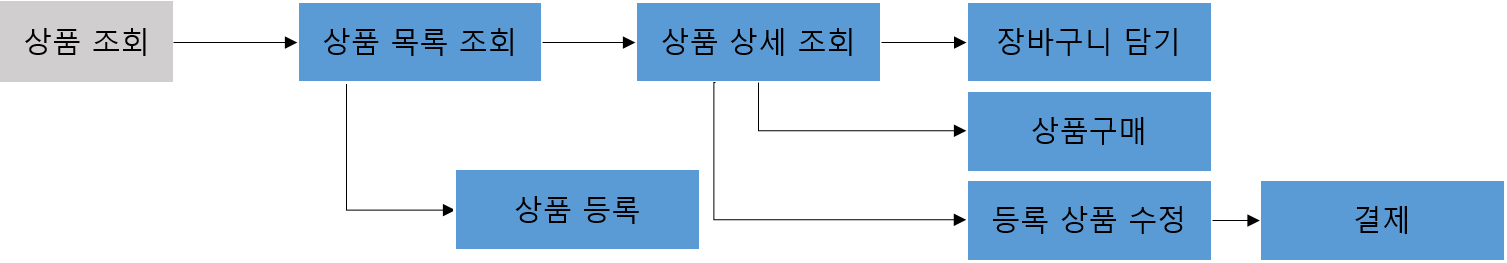 상품 조회
상품 목록 조회
상품 상세 조회
장바구니 담기
상품구매
상품 등록
등록 상품 수정
결제